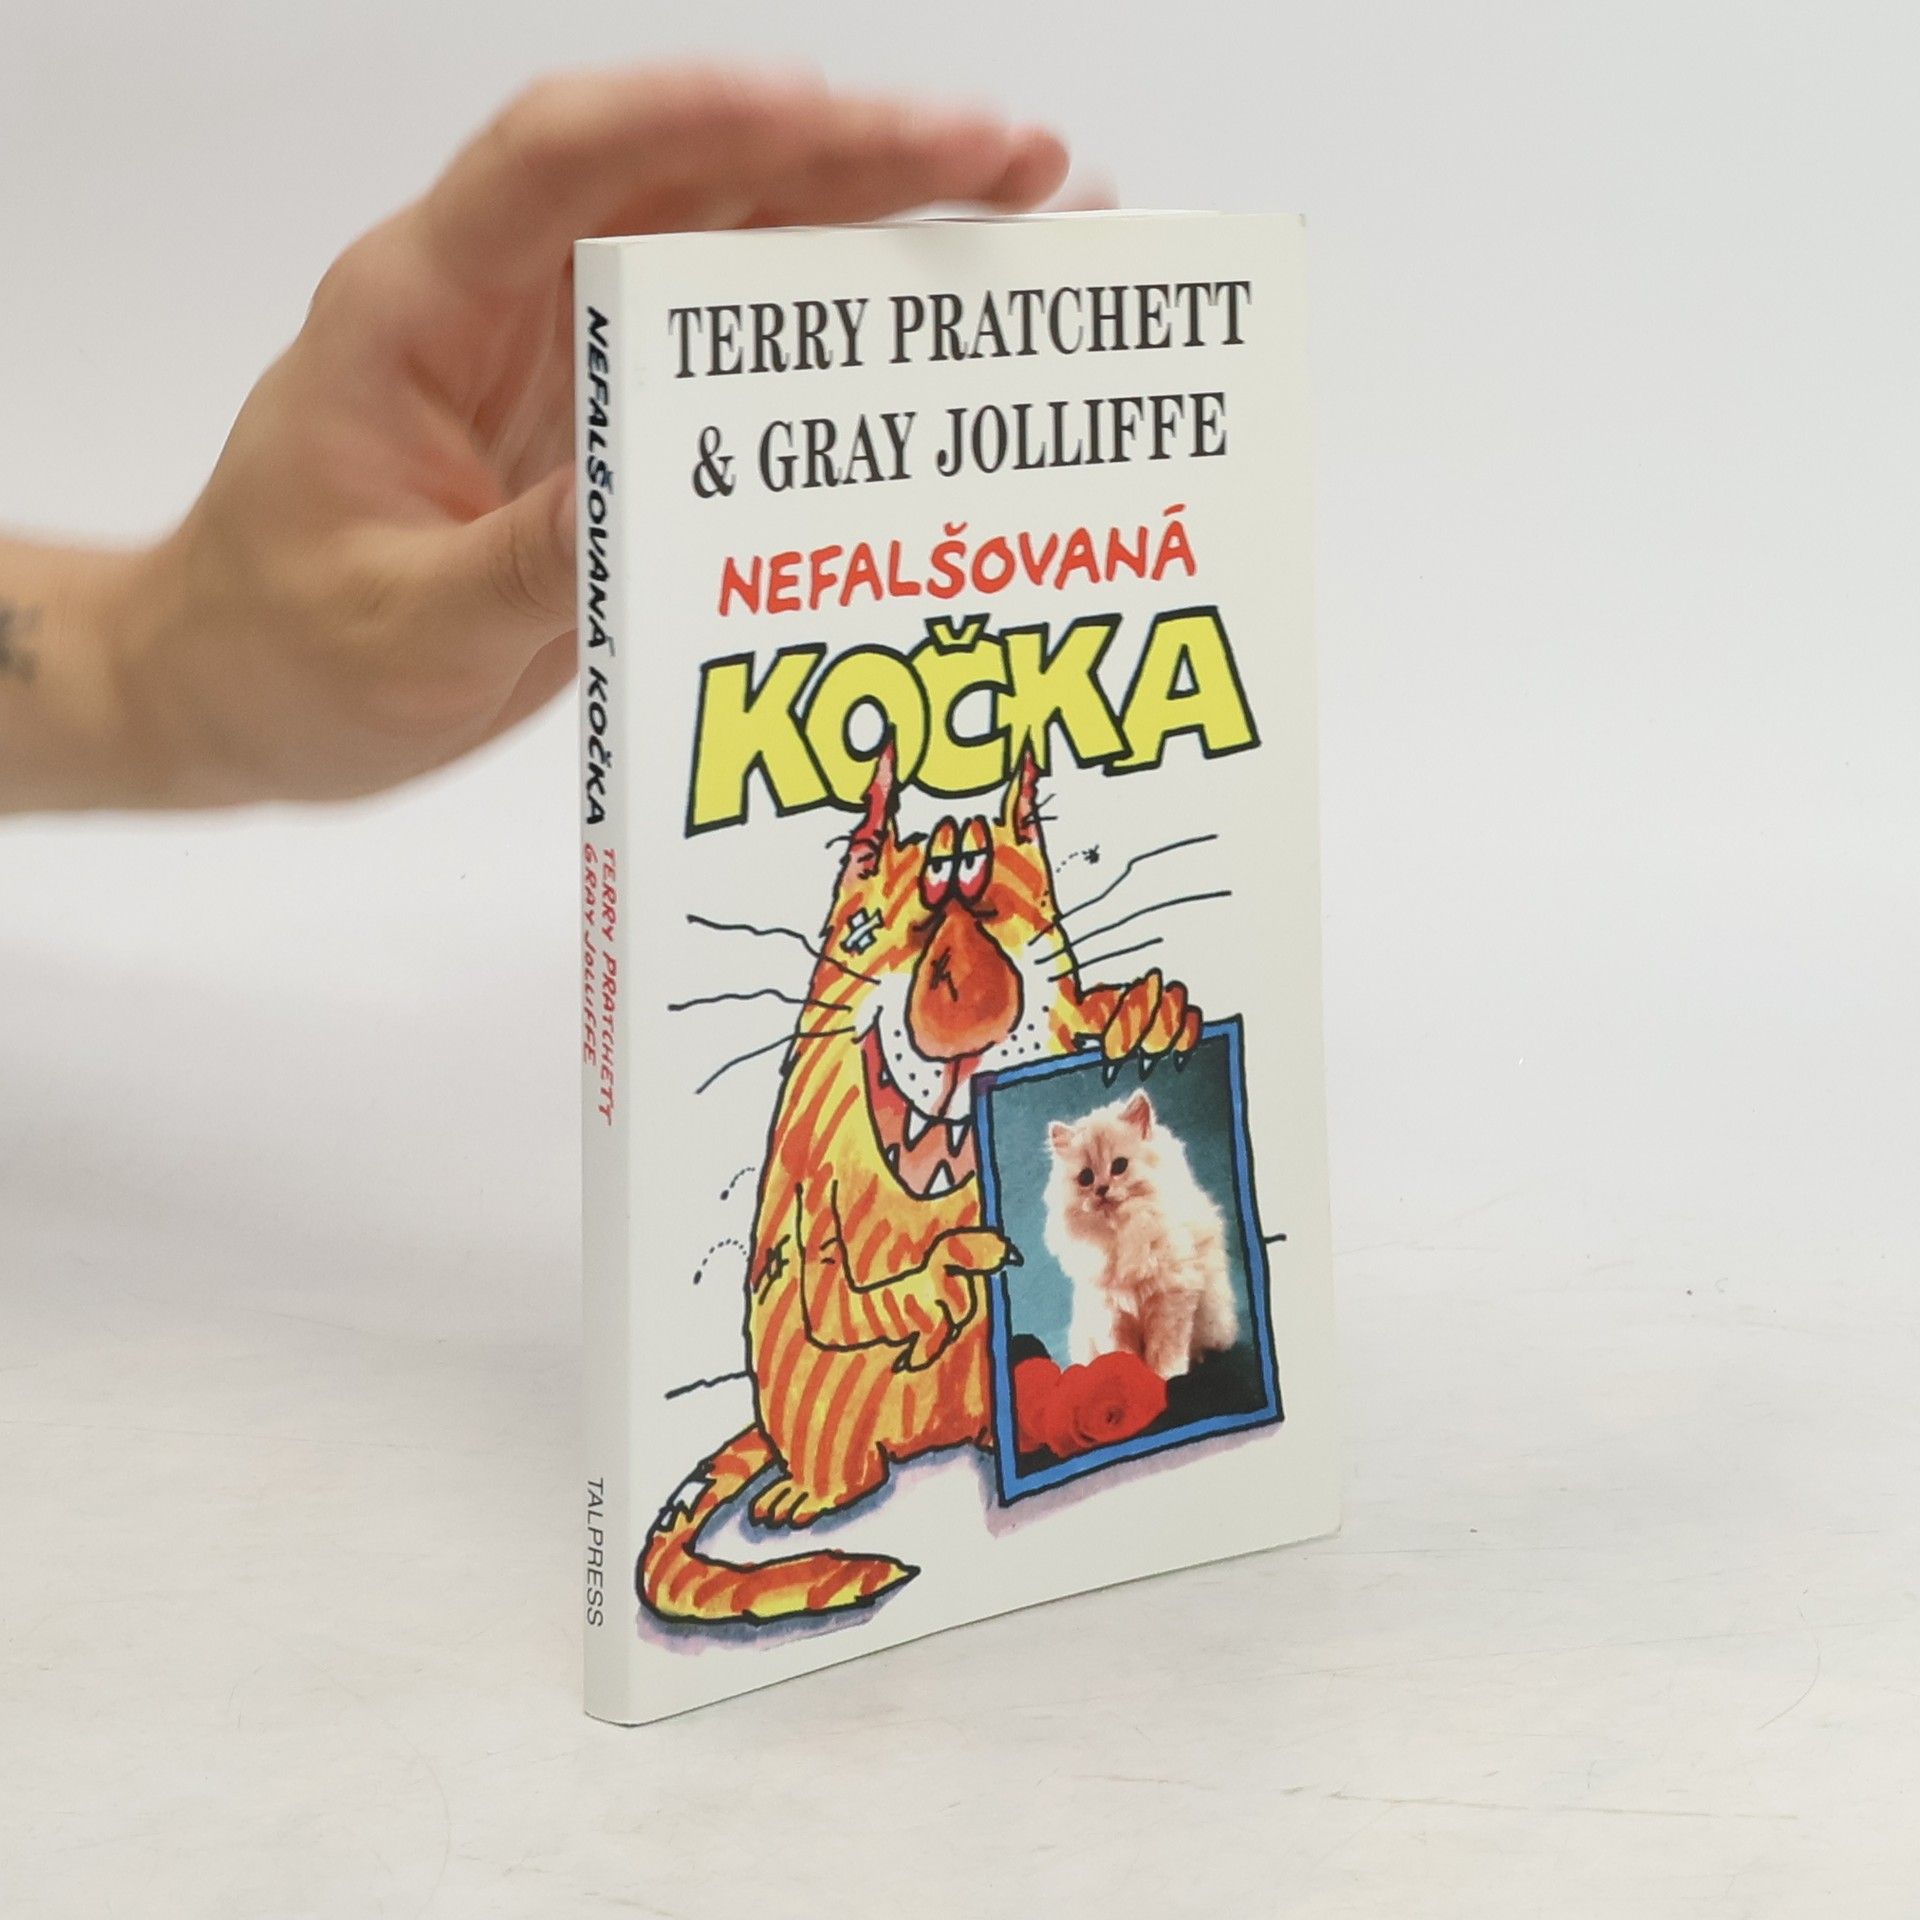 TERRY PRATCHETT
& GRAY JOLLIFFE
NEFALŠOVANÁ
KOČKA
NEFALŠOVANÁ KOČKA
TERRY PRATCHETT
GRAY JOLLIFFE
TALPRESS